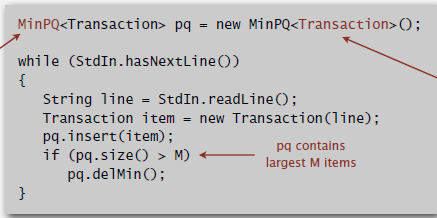 MinPQ<Transaction> pq = new MinPQ<Transaction>();
while (StdIn.hasNextLine())
{
   String line = StdIn.readLine();
   Transaction item = new Transaction(line);
   pq.insert(item);
   if (pq.size() > M)
      pq.delMin();
}
pq contains
largest M items